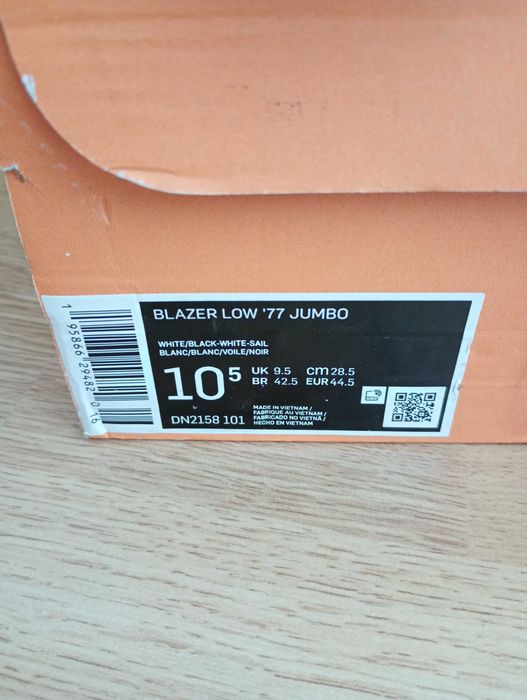 BLAZER LOW '77 JUMBO
WHITE/BLACK-WHITE-SAIL
BLANC/BLANC/VOILE/NOIR
10⁵
UK 9.5 CM 28.5
BR 42.5 EUR 44.5
DN2158 101
MADE IN VIETNAM /
FABRIQUE AU VIETNAM /
FABRICADO NO VIETNÃ /
HECHO EN VIETNAM
1 95866 29482 0 16